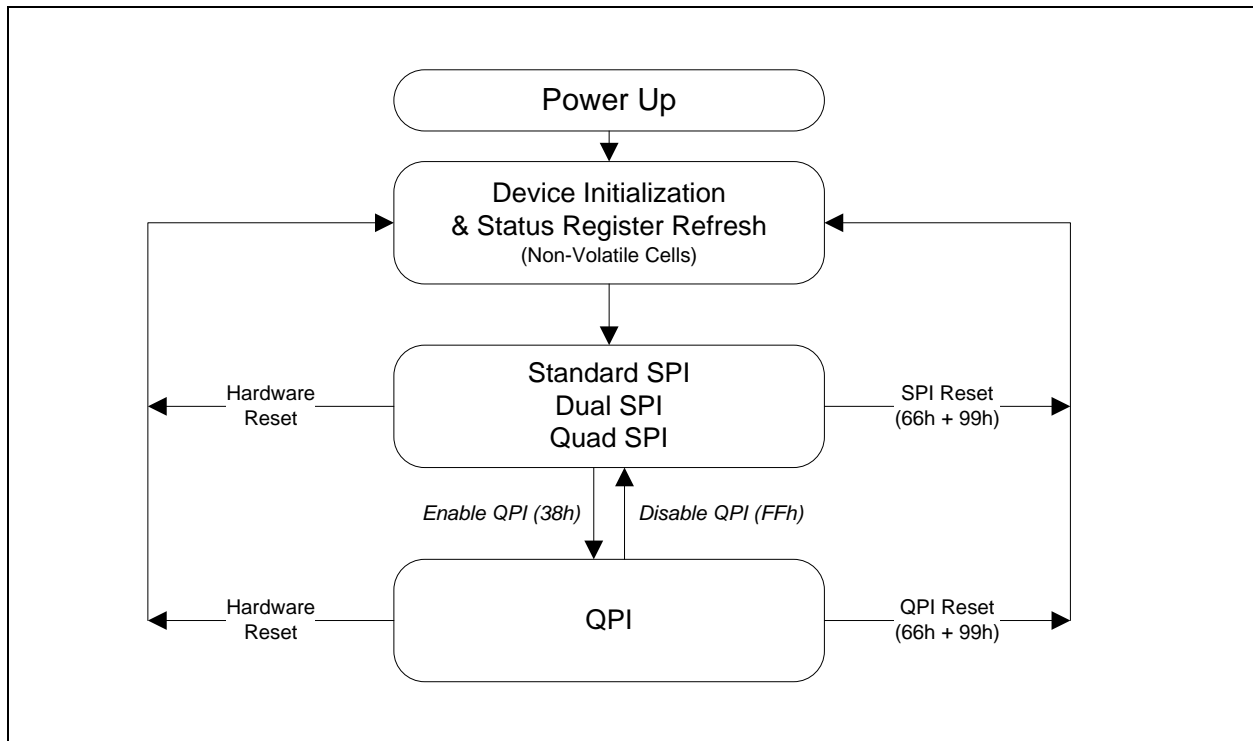 Power Up
Device Initialization
& Status Register Refresh
(Non-Volatile Cells)
Standard SPI
Dual SPI
Quad SPI
Hardware
Reset
SPI Reset
(66h + 99h)
Enable QPI (38h)
Disable QPI (FFh)
QPI
Hardware
Reset
QPI Reset
(66h + 99h)